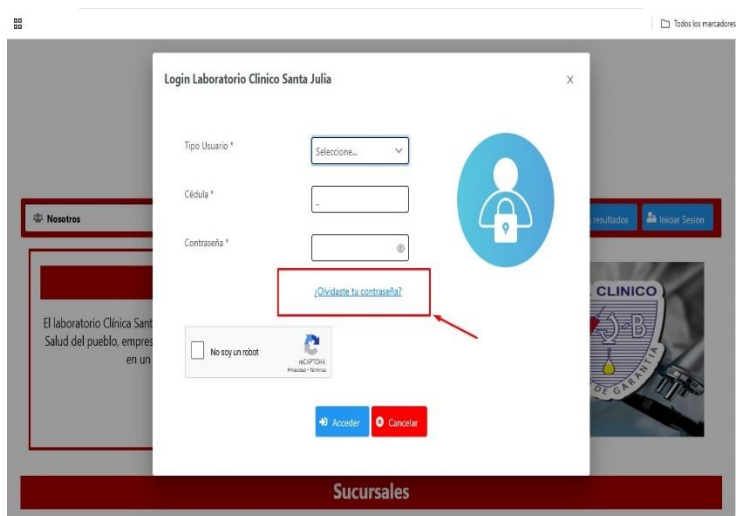 Todos los marcadores
Login Laboratorio Clinico Santa Julia
X
Tipo Usuario *
Seleccione...
Cédula *
Contraseña *
¿Olvidaste tu contraseña?
No soy un robot
reCAPTCHA
Privacidad - Términos
Acceder
Cancelar
Nosotros
resultados
Iniciar Sesion
El laboratorio Clínica Sant
Salud del pueblo, empres
en un
CLINICO
B
DE GARANTIA
Sucursales